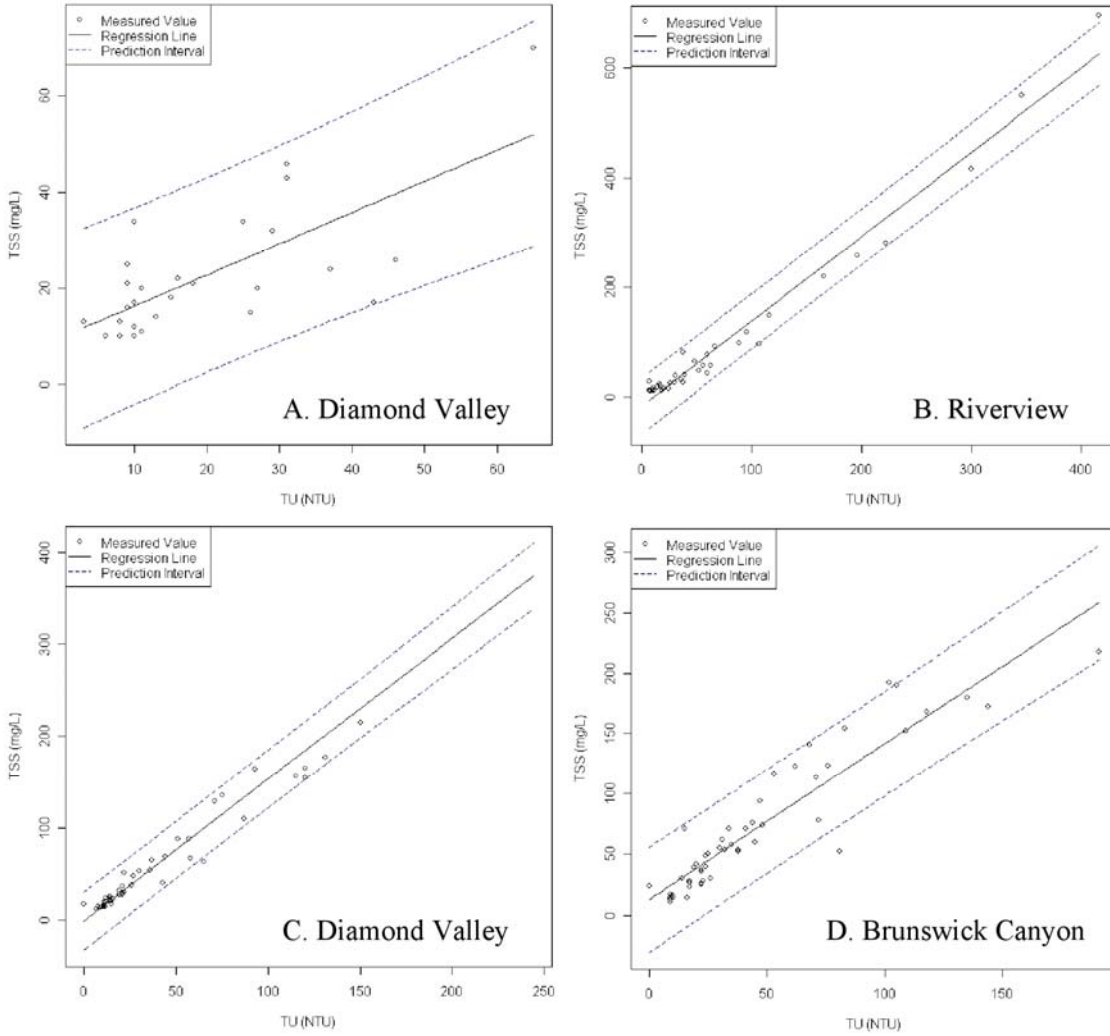 Measured Value
Regression Line
Prediction Interval
TSS (mg/L)
60
40
20
0
A. Diamond Valley
10 20 30 40 50 60
TU (NTU)
Measured Value
Regression Line
Prediction Interval
TSS (mg/L)
600
400
200
0
B. Riverview
0 100 200 300 400
TU (NTU)
Measured Value
Regression Line
Prediction Interval
TSS (mg/L)
400
300
200
100
0
C. Diamond Valley
0 50 100 150 200 250
TU (NTU)
Measured Value
Regression Line
Prediction Interval
TSS (mg/L)
300
250
200
150
100
50
0
D. Brunswick Canyon
0 50 100 150
TU (NTU)